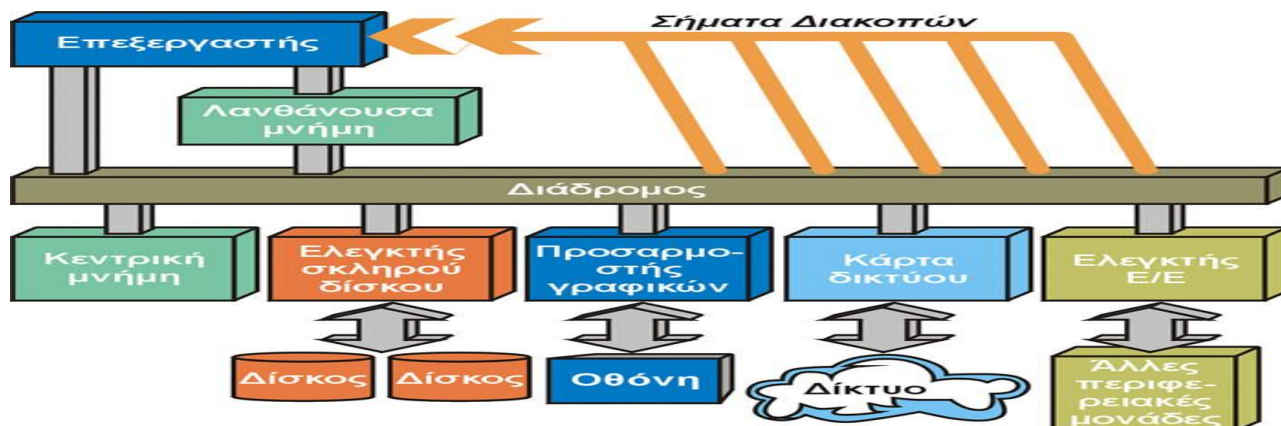 Σήματα Διακοπών
Επεξεργαστής
Λανθάνουσα
μνήμη
Διάδρομος
Κεντρική
μνήμη
Ελεγκτής
σκληρού
δίσκου
Προσαρμο-
στής
γραφικών
Κάρτα
δικτύου
Ελεγκτής
Ε/Ε
Δίσκος
Δίσκος
Οθόνη
Δίκτυο
Άλλες
περιφε-
ρειακές
μονάδες